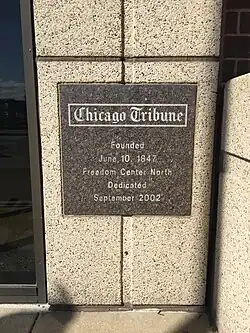 Chicago Tribune
Founded
June 10, 1847
Freedom Center North
Dedicated
September 2002